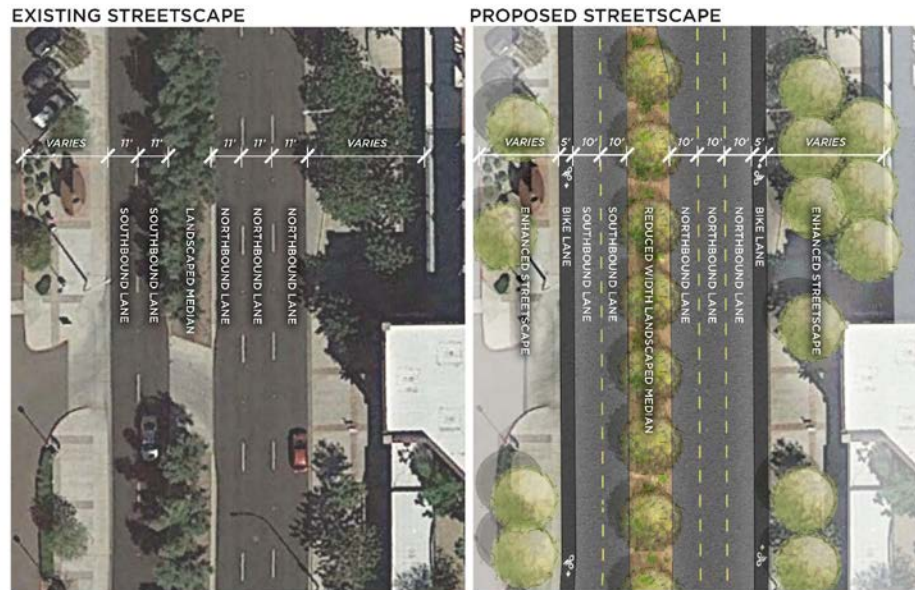 EXISTING STREETSCAPE
VARIES
11'
11'
11'
11'
11'
VARIES
SOUTHBOUND LANE
SOUTHBOUND LANE
LANDSCAPED MEDIAN
NORTHBOUND LANE
NORTHBOUND LANE
NORTHBOUND LANE
PROPOSED STREETSCAPE
VARIES
5'
10'
10'
10'
10'
10'
5'
VARIES
ENHANCED STREETSCAPE
BIKE LANE
SOUTHBOUND LANE
SOUTHBOUND LANE
REDUCED WIDTH LANDSCAPED MEDIAN
NORTHBOUND LANE
NORTHBOUND LANE
NORTHBOUND LANE
BIKE LANE
ENHANCED STREETSCAPE